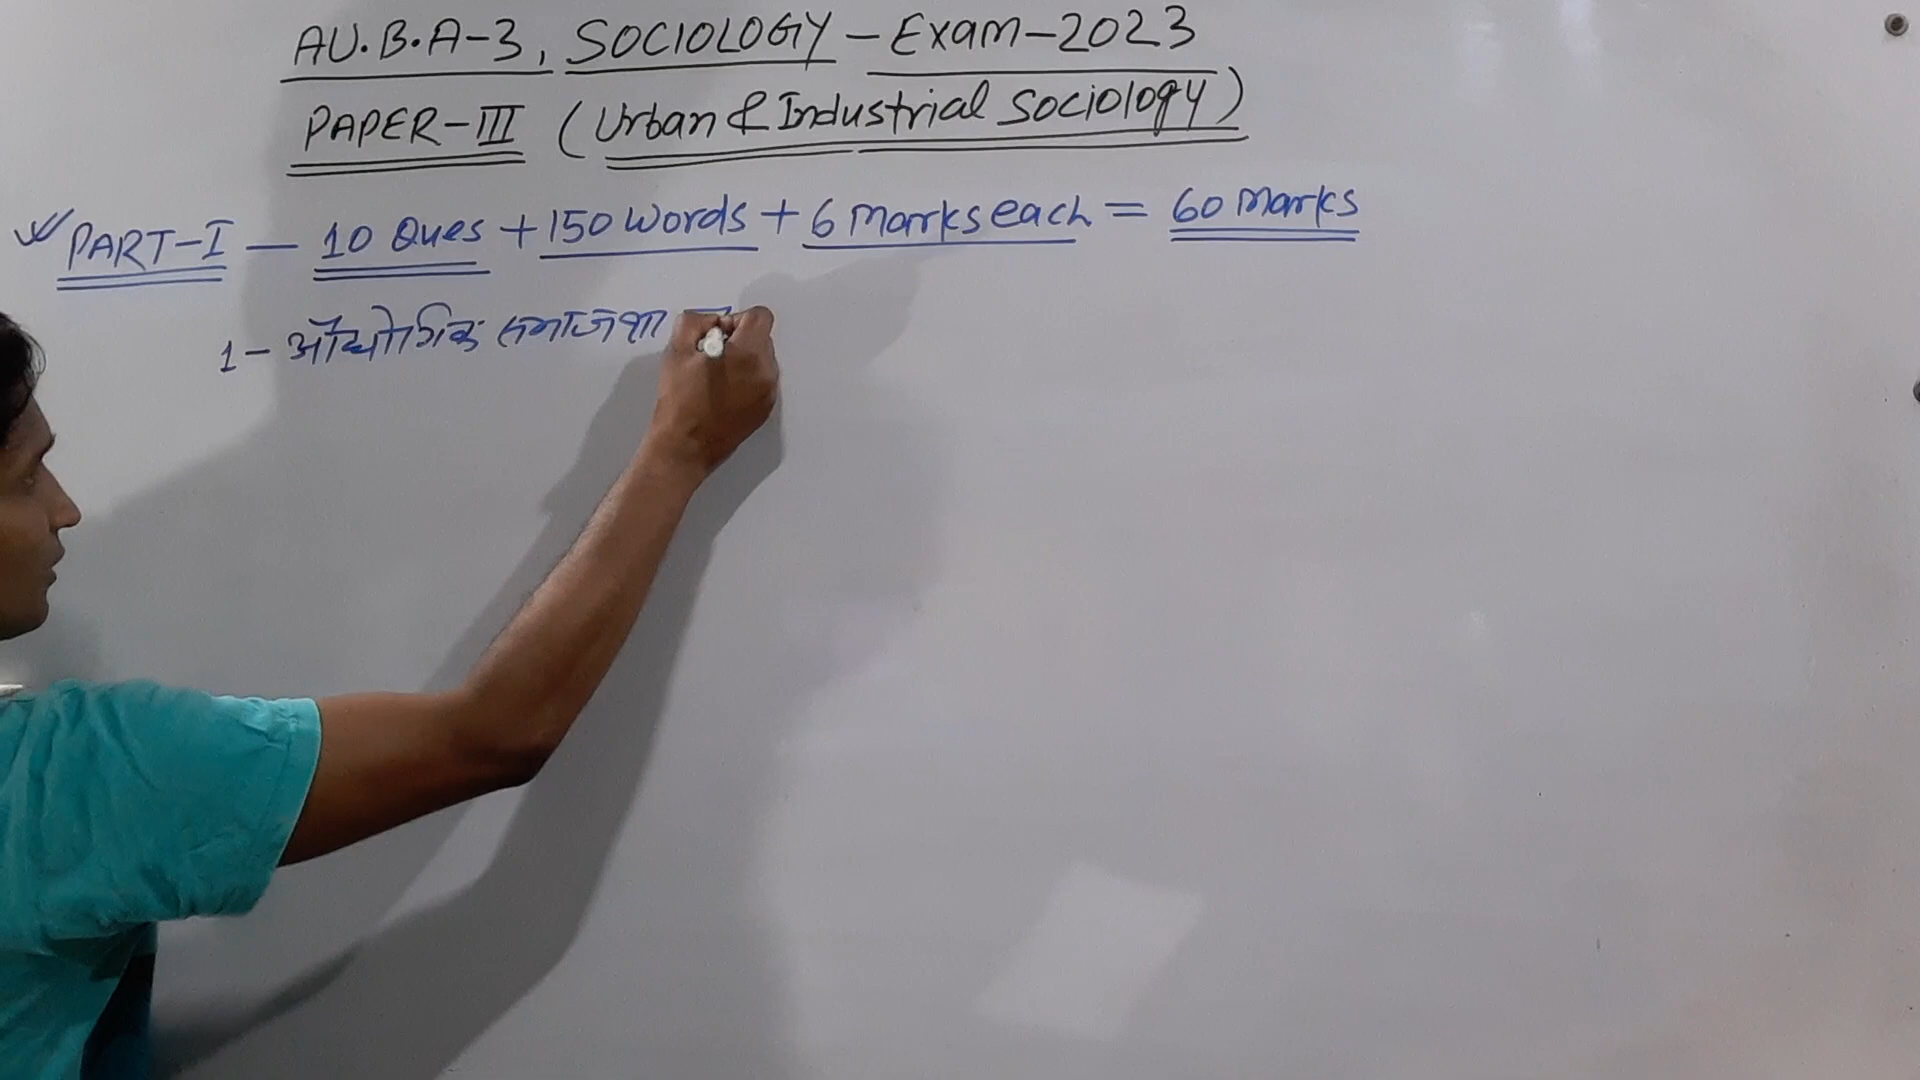 AU.B.A-3, SOCIOLOGY - Exam-2023
PAPER-III (Urban & Industrial Sociology)
PART-I - 10 Ques + 150 words + 6 Marks each = 60 Marks
1- औद्योगिक समाजशा